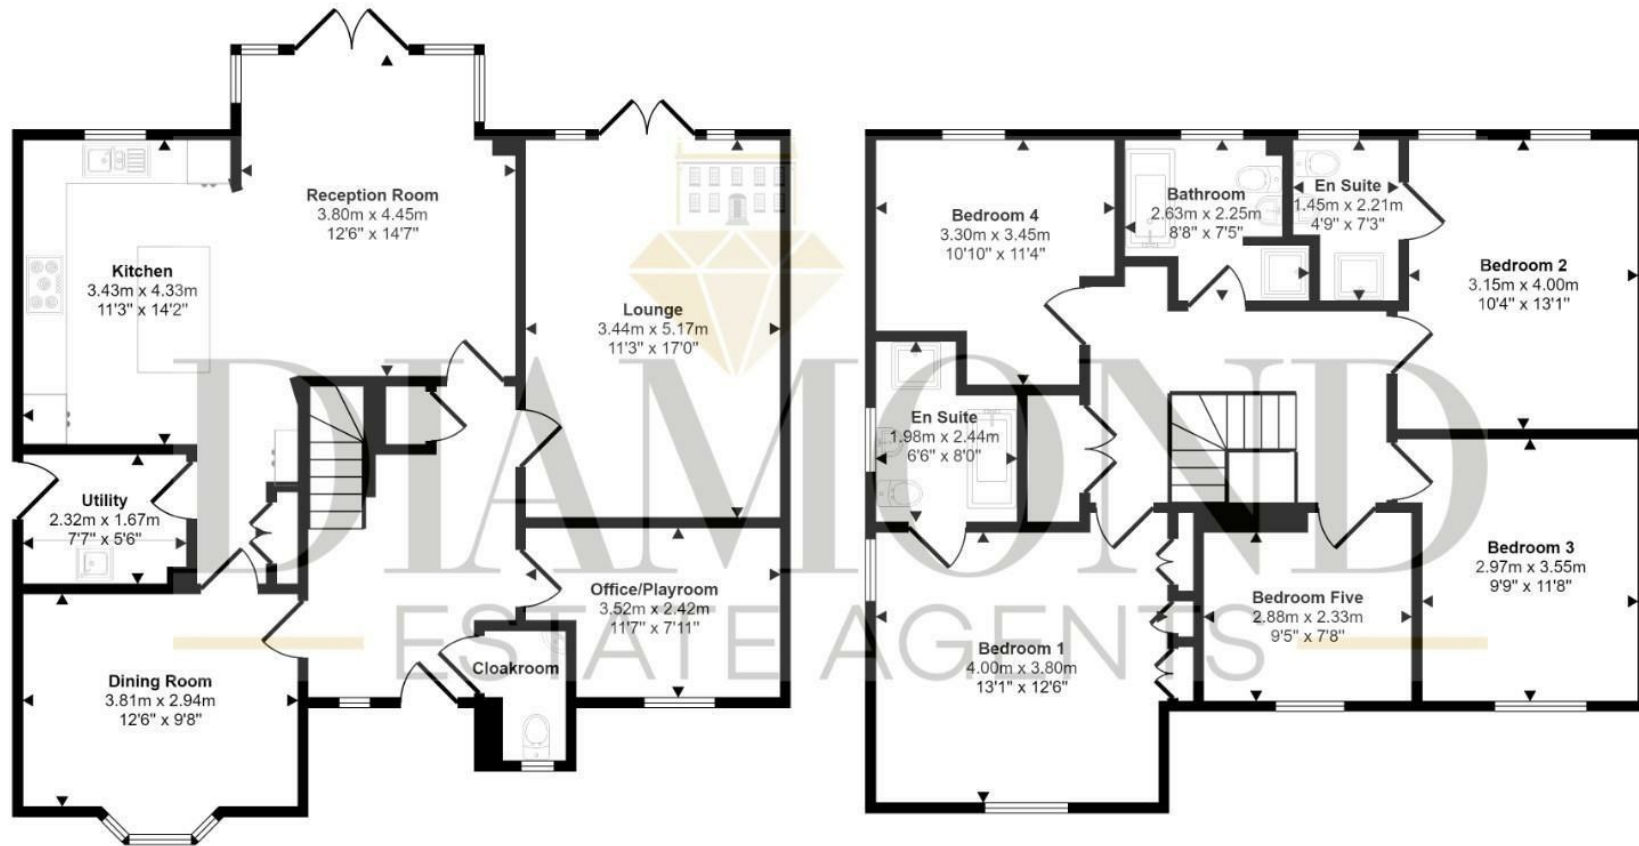 Reception Room
3.80m x 4.45m
12'6" x 14'7"
Kitchen
3.43m x 4.33m
11'3" x 14'2"
Lounge
3.44m x 5.17m
11'3" x 17'0"
Utility
2.32m x 1.67m
7'7" x 5'6"
Office/Playroom
3.52m x 2.42m
11'7" x 7'11"
Cloakroom
Dining Room
3.81m x 2.94m
12'6" x 9'8"
Bedroom 4
3.30m x 3.45m
10'10" x 11'4"
Bathroom
2.63m x 2.25m
8'8" x 7'5"
En Suite
1.45m x 2.21m
4'9" x 7'3"
Bedroom 2
3.15m x 4.00m
10'4" x 13'1"
En Suite
1.98m x 2.44m
6'6" x 8'0"
Bedroom 1
4.00m x 3.80m
13'1" x 12'6"
Bedroom Five
2.88m x 2.33m
9'5" x 7'8"
Bedroom 3
2.97m x 3.55m
9'9" x 11'8"
DIAMOND
ESTATE AGENTS